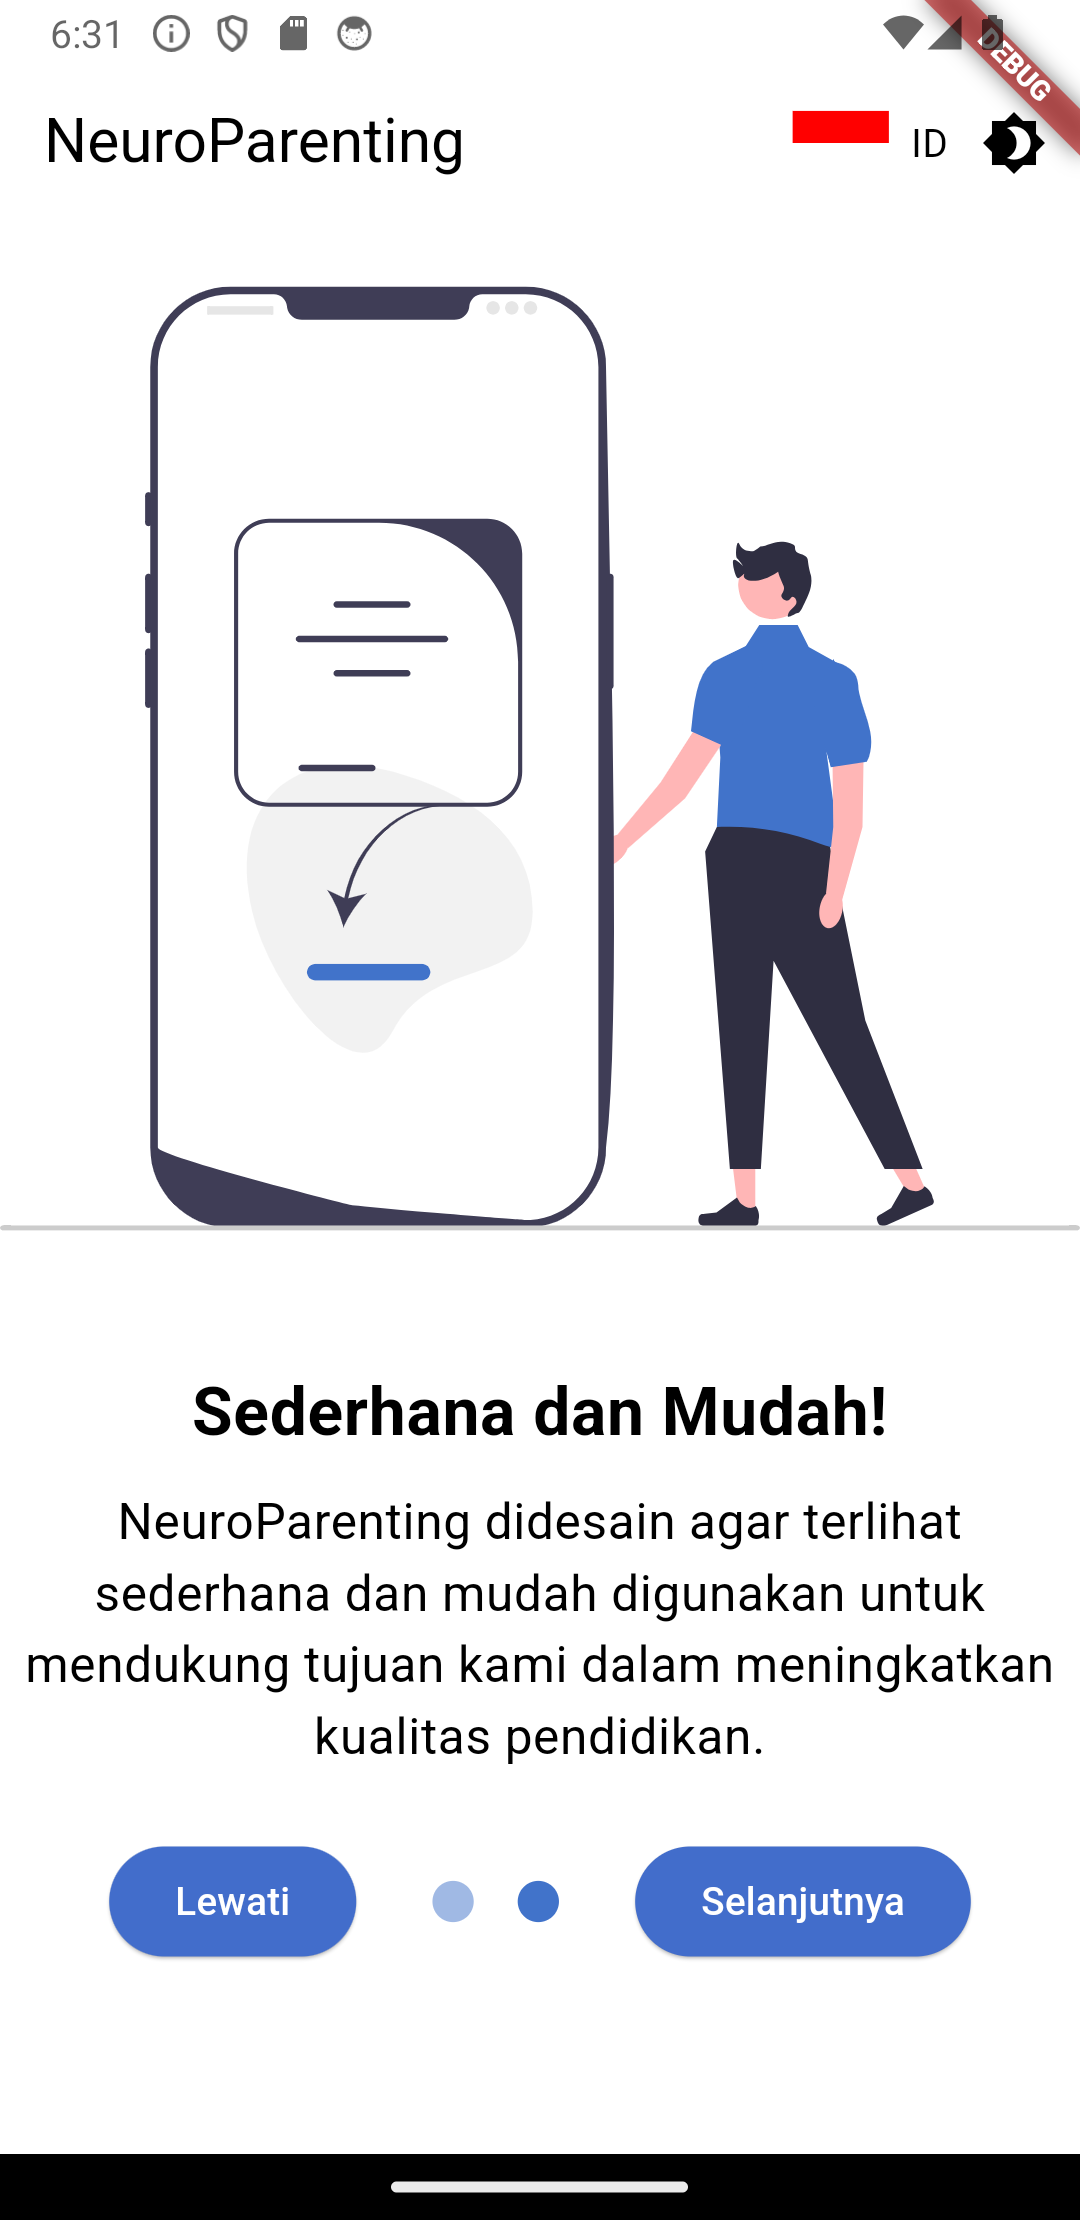 6:31
DEBUG
NeuroParenting
ID
Sederhana dan Mudah!
NeuroParenting didesain agar terlihat
sederhana dan mudah digunakan untuk
mendukung tujuan kami dalam meningkatkan
kualitas pendidikan.
Lewati
Selanjutnya